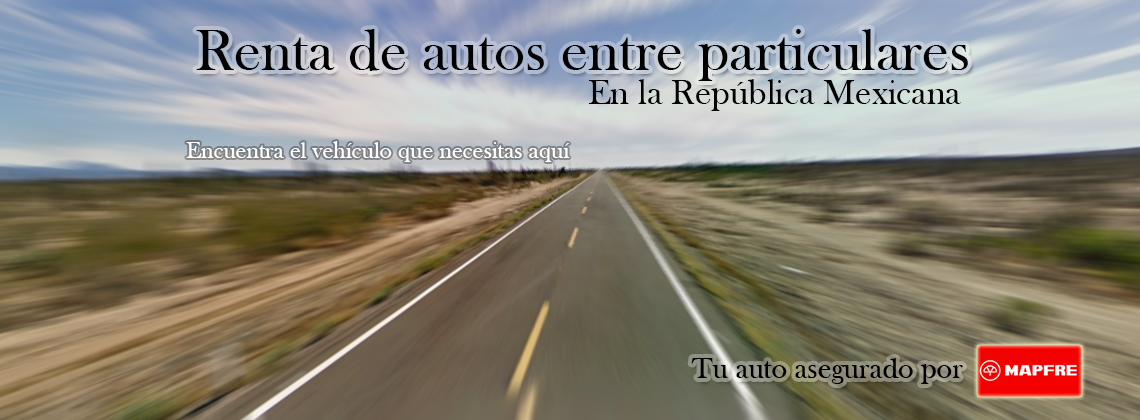 Renta de autos entre particulares
En la República Mexicana
Encuentra el vehículo que necesitas aquí
Tu auto asegurado por MAPFRE